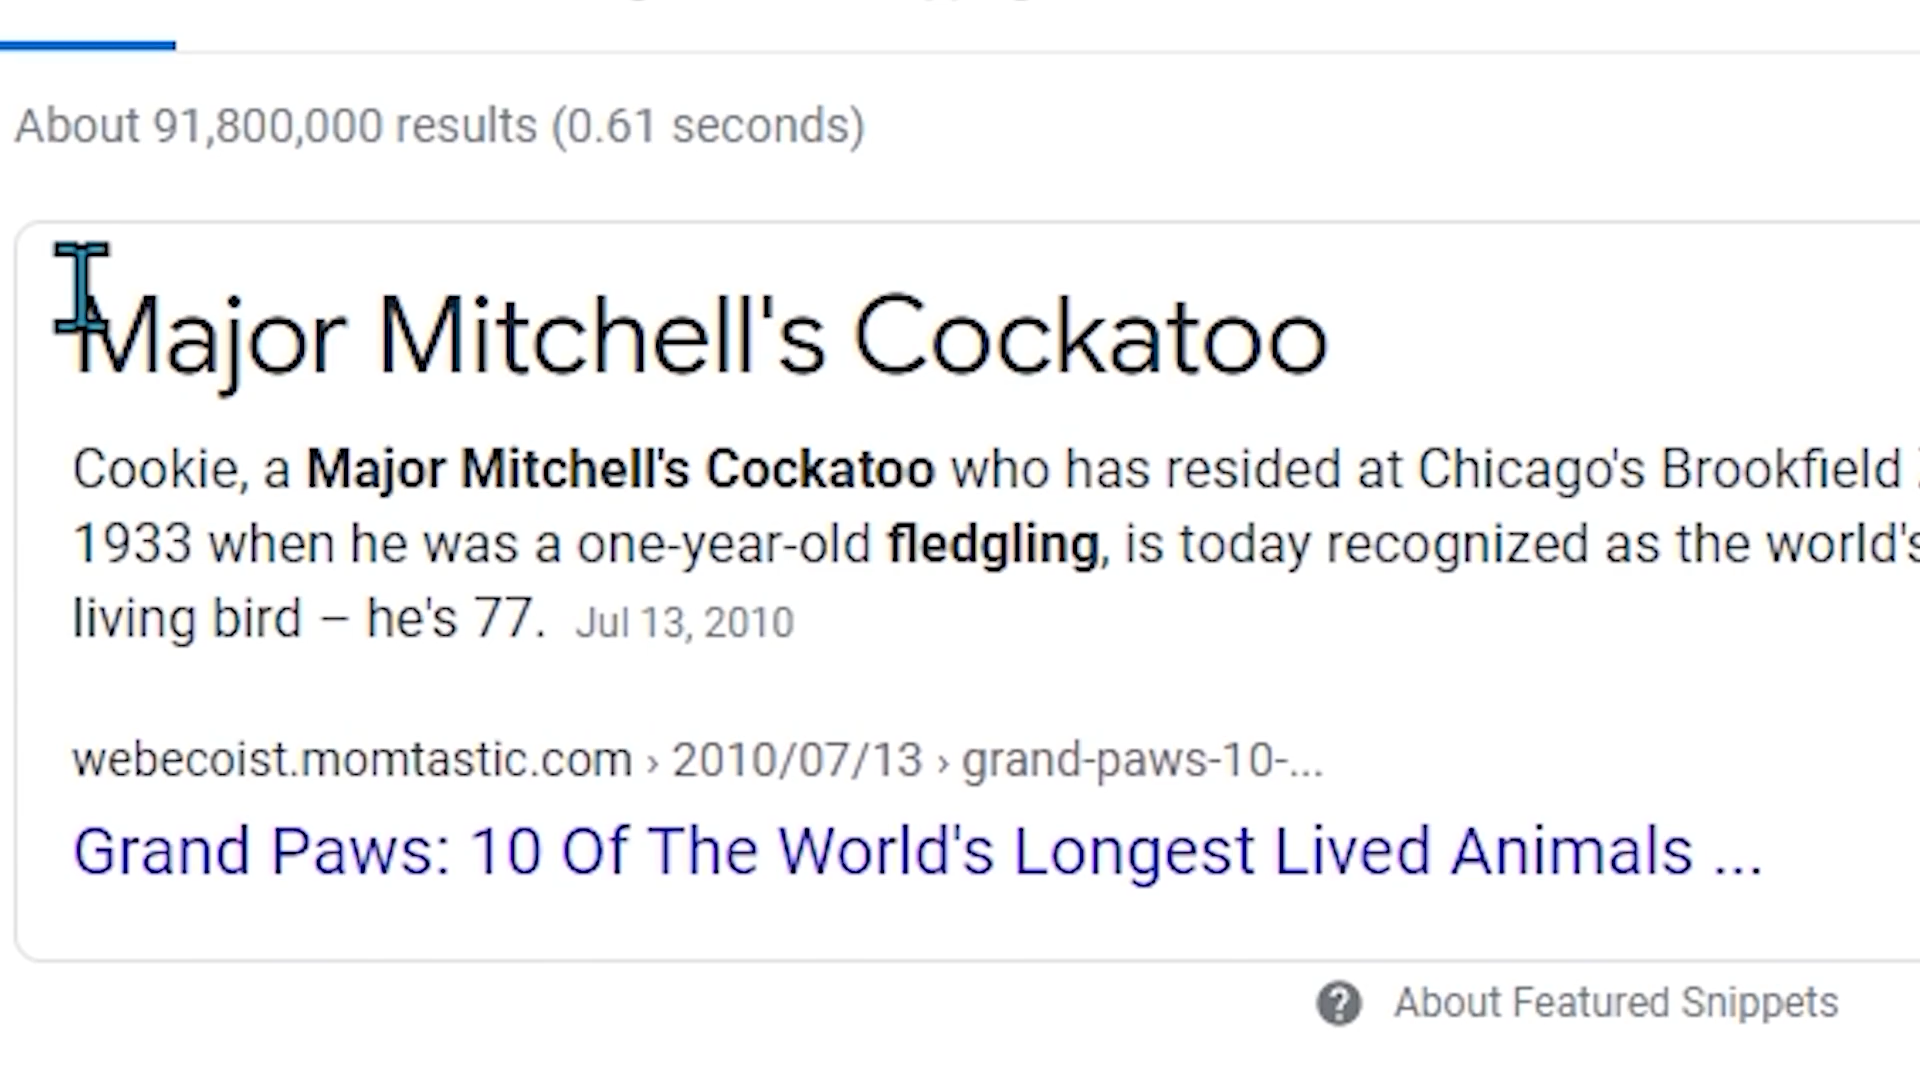 About 91,800,000 results (0.61 seconds)
Major Mitchell's Cockatoo
Cookie, a Major Mitchell's Cockatoo who has resided at Chicago's Brookfield
1933 when he was a one-year-old fledgling, is today recognized as the world's
living bird – he's 77. Jul 13, 2010
webecoist.momtastic.com › 2010/07/13 › grand-paws-10-...
Grand Paws: 10 Of The World's Longest Lived Animals ...
About Featured Snippets